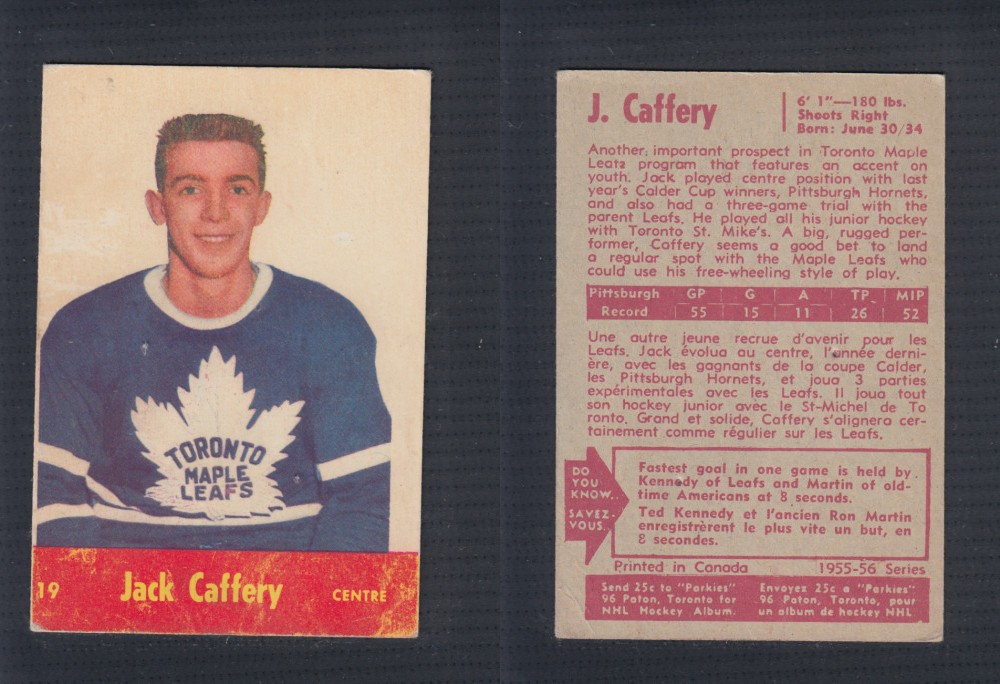 TORONTO
MAPLE
LEAFS
19 Jack Caffery CENTRE
J. Caffery
6' 1"—180 lbs.
Shoots Right
Born: June 30/34
Another important prospect in Toronto Maple
Leafs program that features an accent on
youth. Jack played centre position with last
year's Calder Cup winners, Pittsburgh Hornets,
and also had a three-game trial with the
parent Leafs. He played all his junior hockey
with Toronto St. Mike's. A big, rugged per-
former, Caffery seems a good bet to land
a regular spot with the Maple Leafs who
could use his free-wheeling style of play.
Pittsburgh GP G A TP MIP
Record 55 15 11 26 52
Une autre jeune recrue d'avenir pour les
Leafs. Jack évolua au centre, l'année derni-
ère, avec les gagnants de la coupe Calder,
les Pittsburgh Hornets, et joua 3 parties
expérimentales avec les Leafs. Il joua tout
son hockey junior avec le St-Michel de To
ronto. Grand et solide, Caffery s'alignera cer-
tainement comme régulier sur les Leafs.
DO
YOU
KNOW..
SAVEZ-
VOUS.
Fastest goal in one game is held by
Kennedy of Leafs and Martin of old-
time Americans at 8 seconds.
Ted Kennedy et l'ancien Ron Martin
enregistrèrent le plus vite un but, en
8 secondes.
Printed in Canada 1955-56 Series
Send 25c to "Parkies"
96 Paton, Toronto for
NHL Hockey Album.
Envoyez 25c a "Parkies"
96 Paton, Toronto, pour
un album de hockey NHL